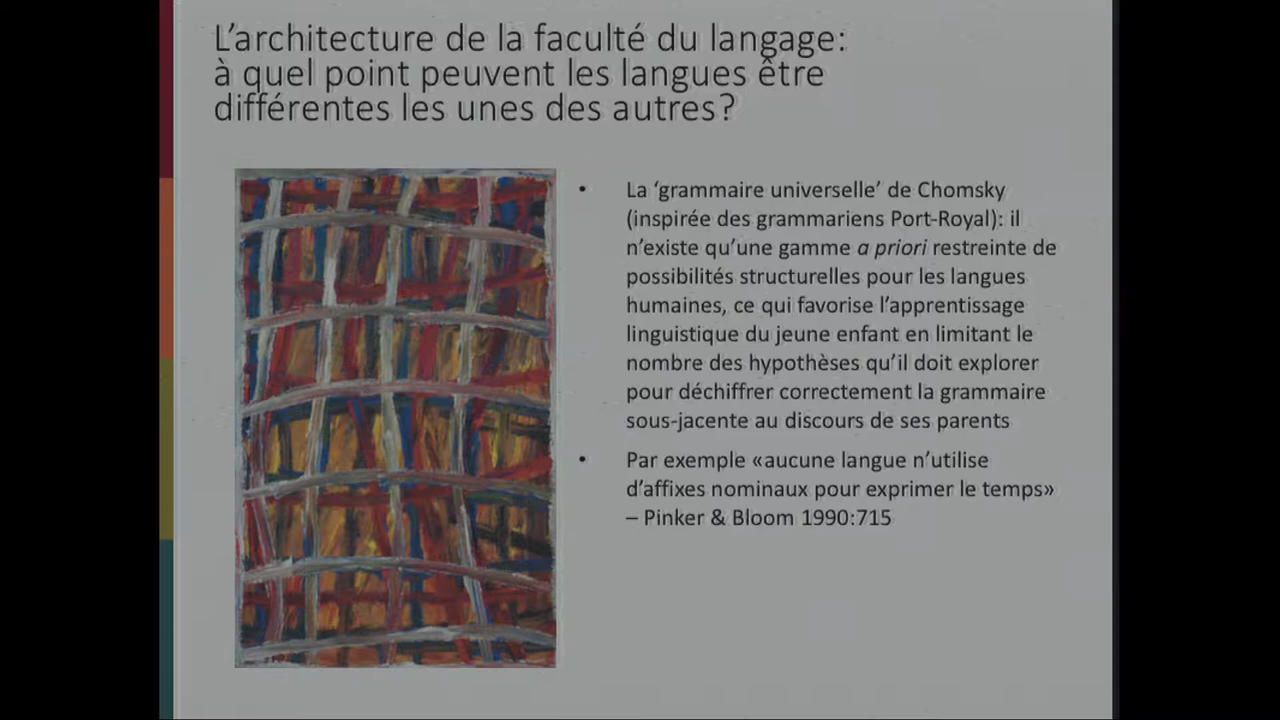 L’architecture de la faculté du langage:
à quel point peuvent les langues être
différentes les unes des autres?
• La ‘grammaire universelle’ de Chomsky
(inspirée des grammariens Port-Royal): il
n’existe qu’une gamme a priori restreinte de
possibilités structurelles pour les langues
humaines, ce qui favorise l’apprentissage
linguistique du jeune enfant en limitant le
nombre des hypothèses qu’il doit explorer
pour déchiffrer correctement la grammaire
sous-jacente au discours de ses parents
• Par exemple «aucune langue n’utilise
d’affixes nominaux pour exprimer le temps»
– Pinker & Bloom 1990:715